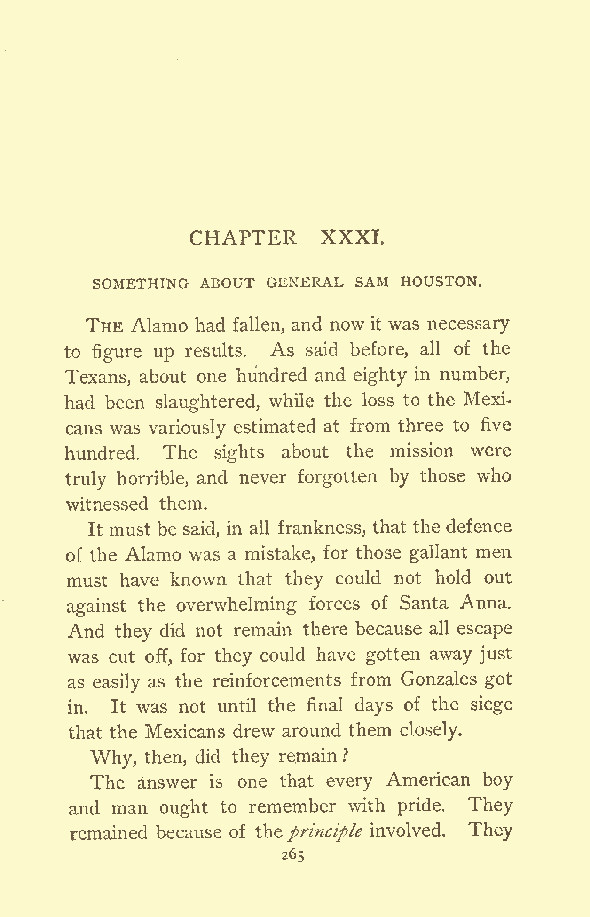 CHAPTER XXXI.
SOMETHING ABOUT GENERAL SAM HOUSTON.
THE Alamo had fallen, and now it was necessary
to figure up results. As said before, all of the
Texans, about one hundred and eighty in number,
had been slaughtered, while the loss to the Mexi-
cans was variously estimated at from three to five
hundred. The sights about the mission were
truly horrible, and never forgotten by those who
witnessed them.
It must be said, in all frankness, that the defence
of the Alamo was a mistake, for those gallant men
must have known that they could not hold out
against the overwhelming forces of Santa Anna.
And they did not remain there because all escape
was cut off, for they could have gotten away just
as easily as the reinforcements from Gonzales got
in. It was not until the final days of the siege
that the Mexicans drew around them closely.
Why, then, did they remain?
The answer is one that every American boy
and man ought to remember with pride. They
remained because of the principle involved. They
265